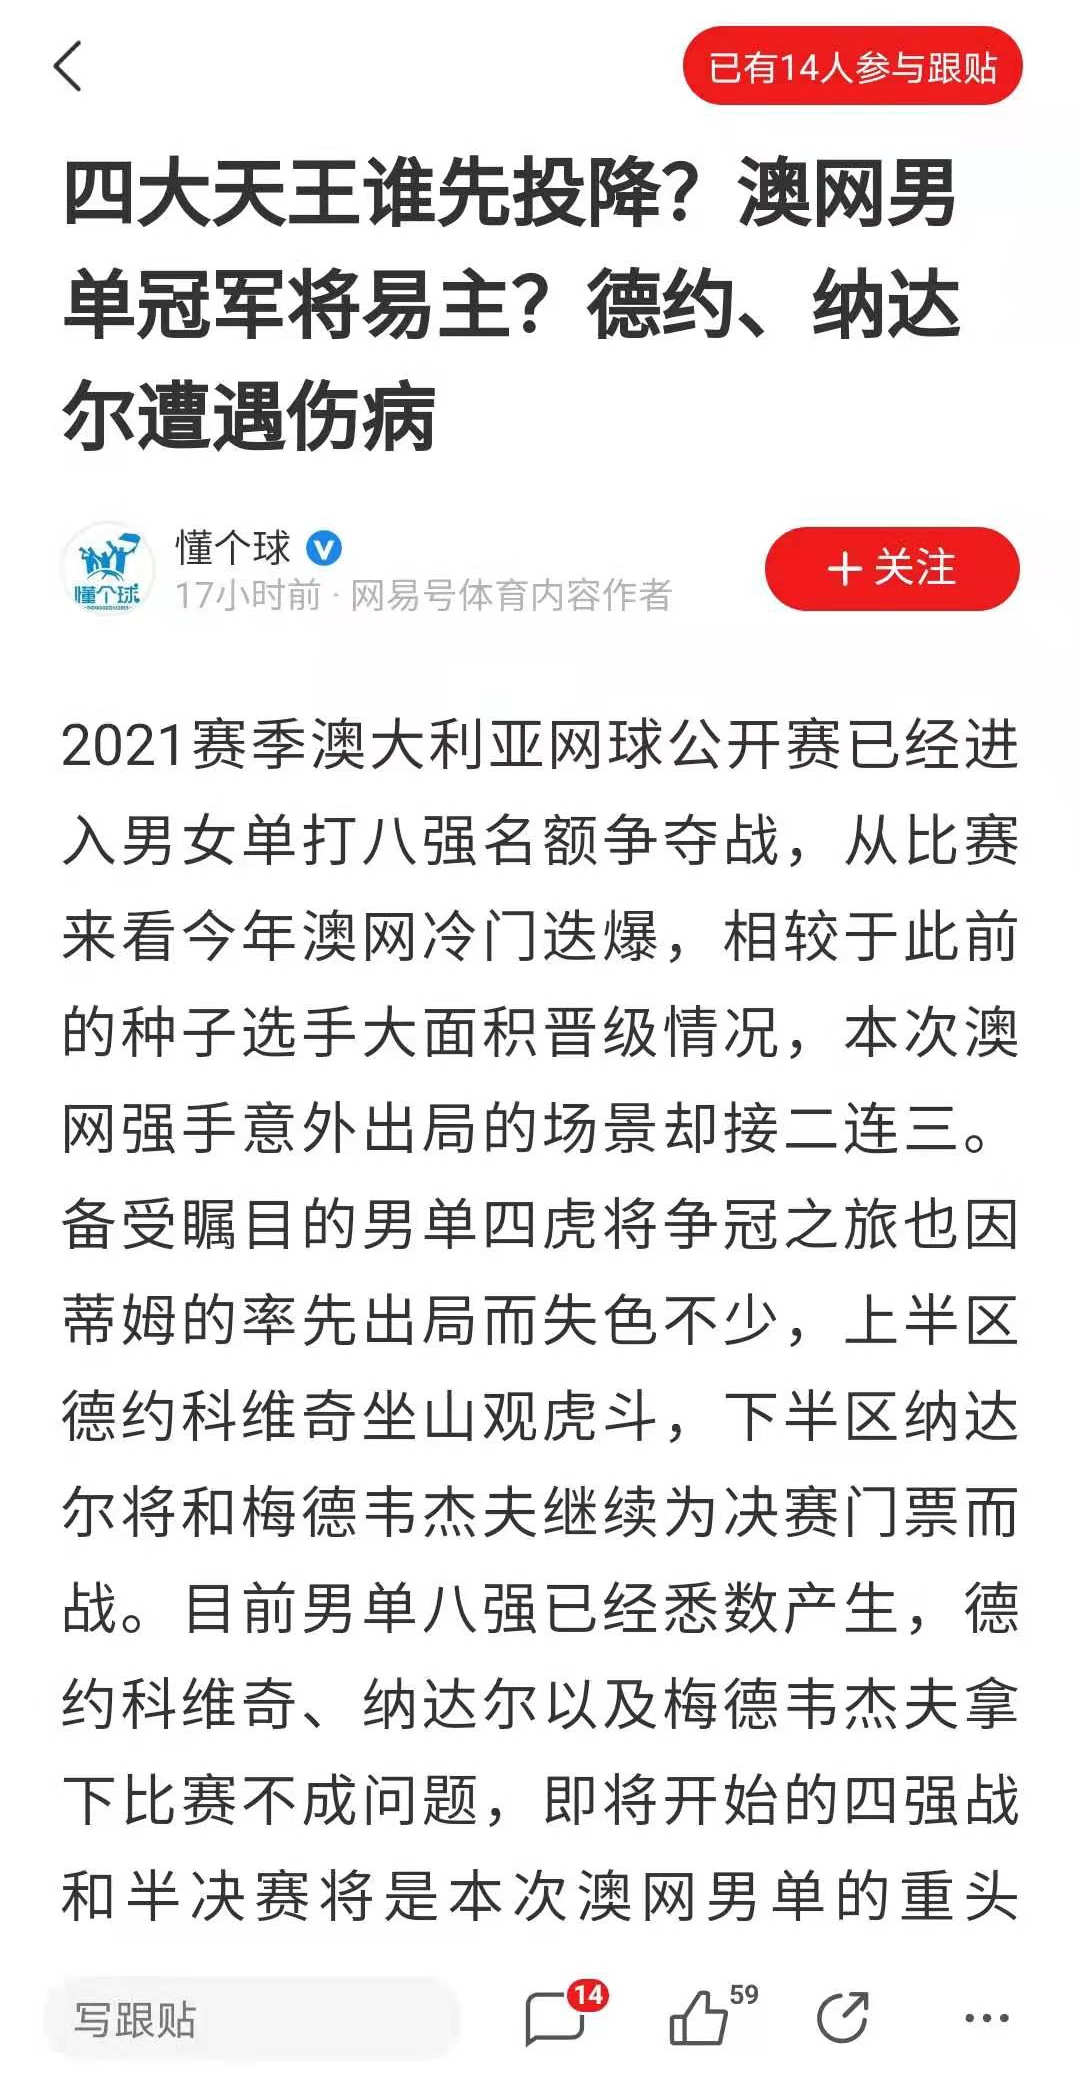 已有14人参与跟贴
四大天王谁先投降？澳网男
单冠军将易主？德约、纳达
尔遭遇伤病
懂个球
懂个球
17小时前 · 网易号体育内容作者
关注
2021赛季澳大利亚网球公开赛已经进
入男女单打八强名额争夺战，从比赛
来看今年澳网冷门迭爆，相较于此前
的种子选手大面积晋级情况，本次澳
网强手意外出局的场景却接二连三。
备受瞩目的男单四虎将争冠之旅也因
蒂姆的率先出局而失色不少，上半区
德约科维奇坐山观虎斗，下半区纳达
尔将和梅德韦杰夫继续为决赛门票而
战。目前男单八强已经悉数产生，德
约科维奇、纳达尔以及梅德韦杰夫拿
下比赛不成问题，即将开始的四强战
和半决赛将是本次澳网男单的重头
写跟贴
14
59